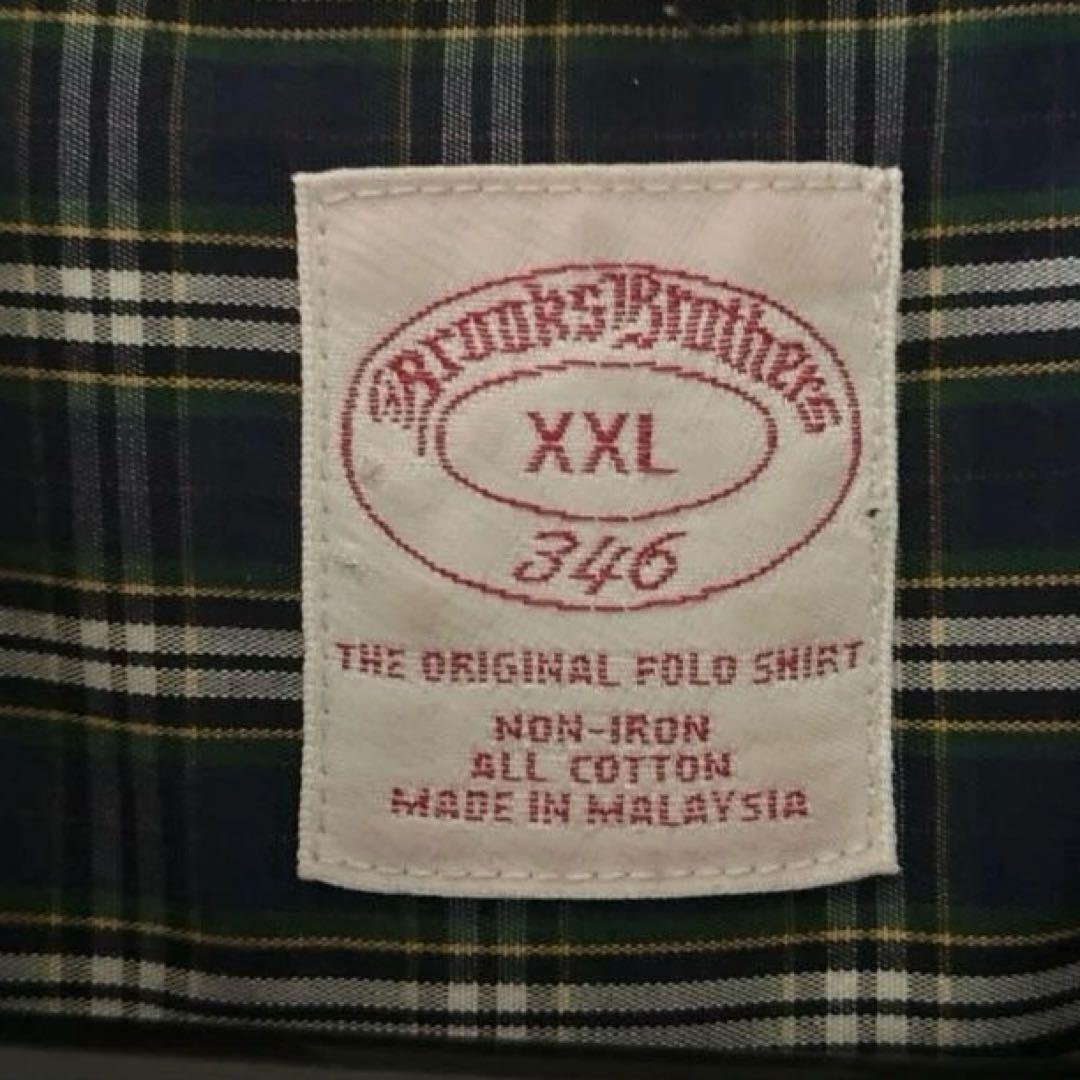 Brooks Brothers
XXL
346
THE ORIGINAL POLO SHIRT
NON-IRON
ALL COTTON
MADE IN MALAYSIA